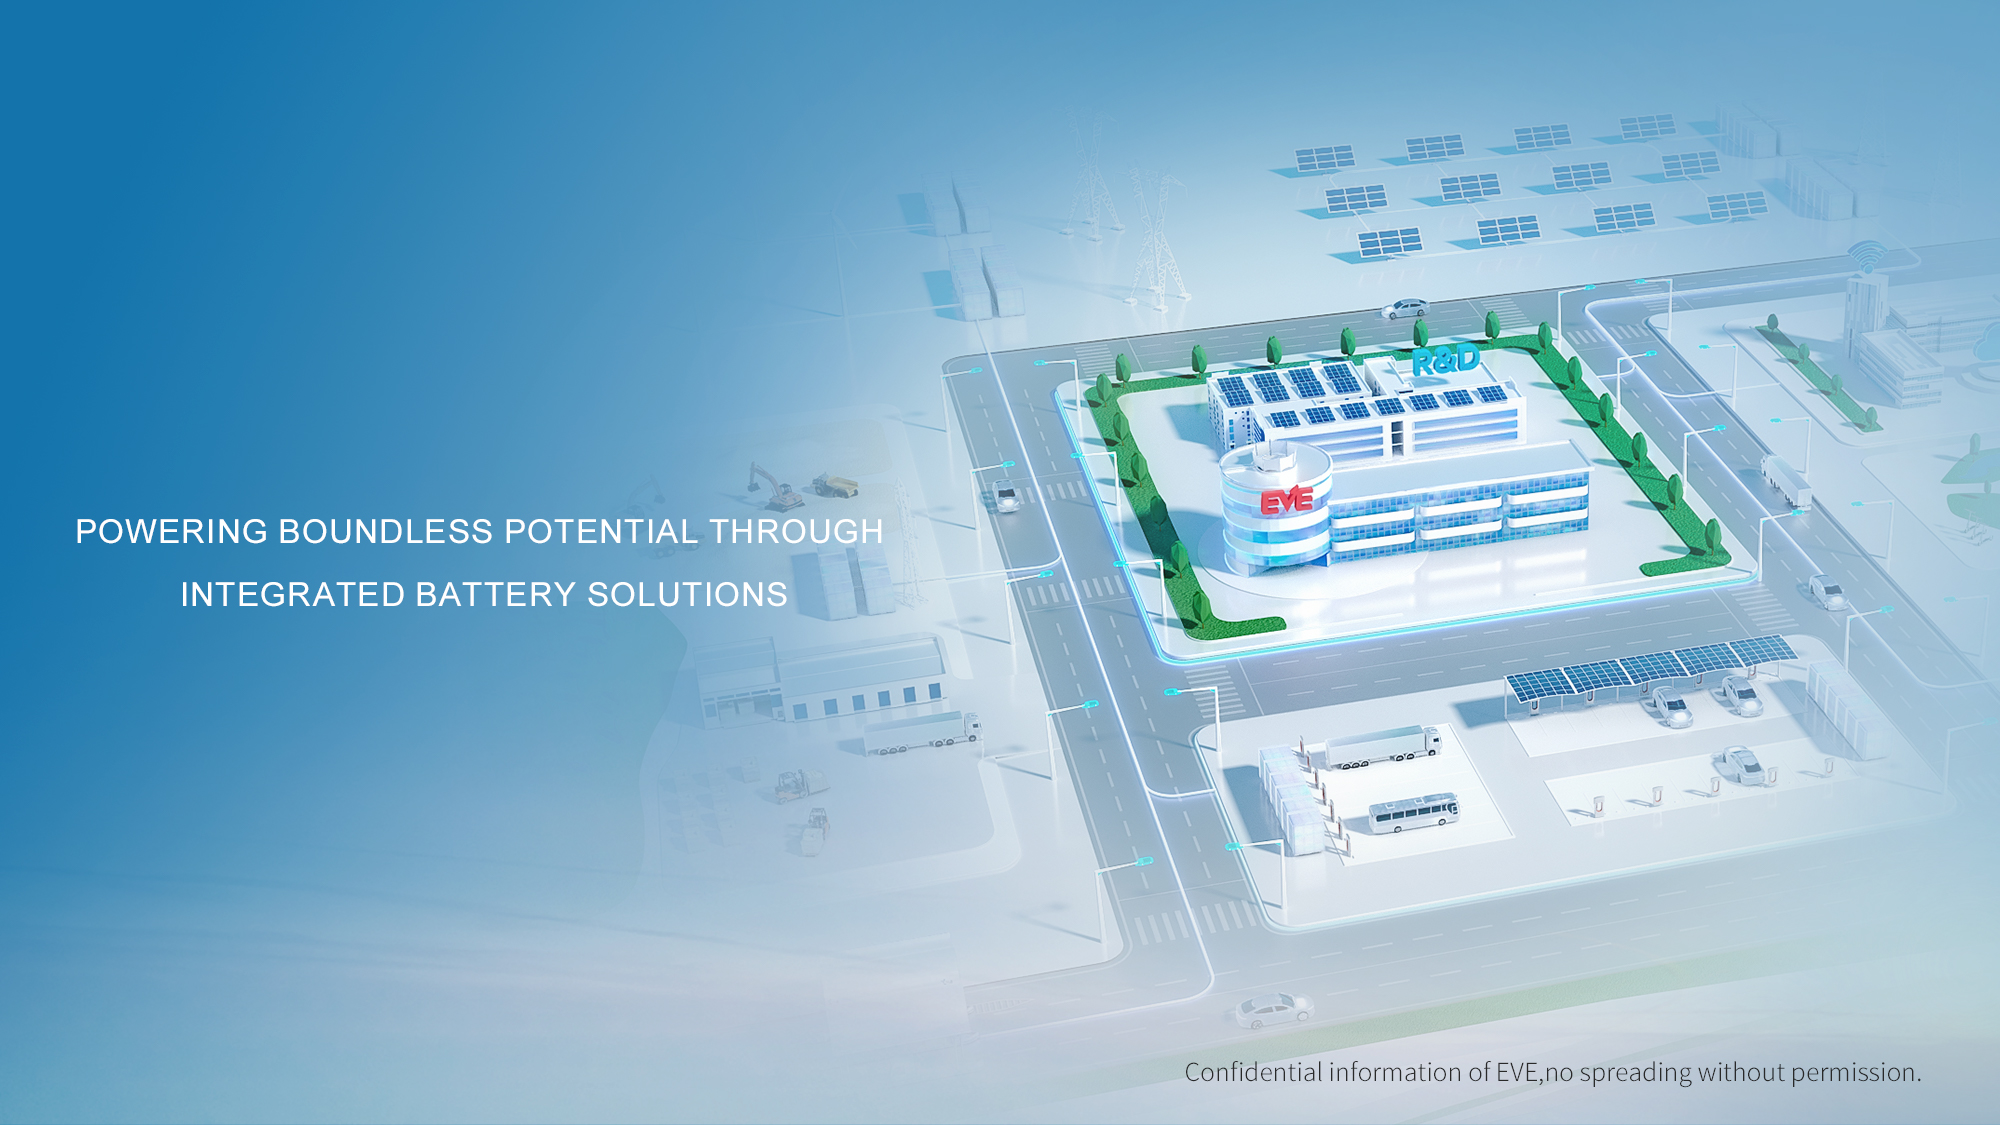 R&D
EVE
POWERING BOUNDLESS POTENTIAL THROUGH
INTEGRATED BATTERY SOLUTIONS
Confidential information of EVE,no spreading without permission.